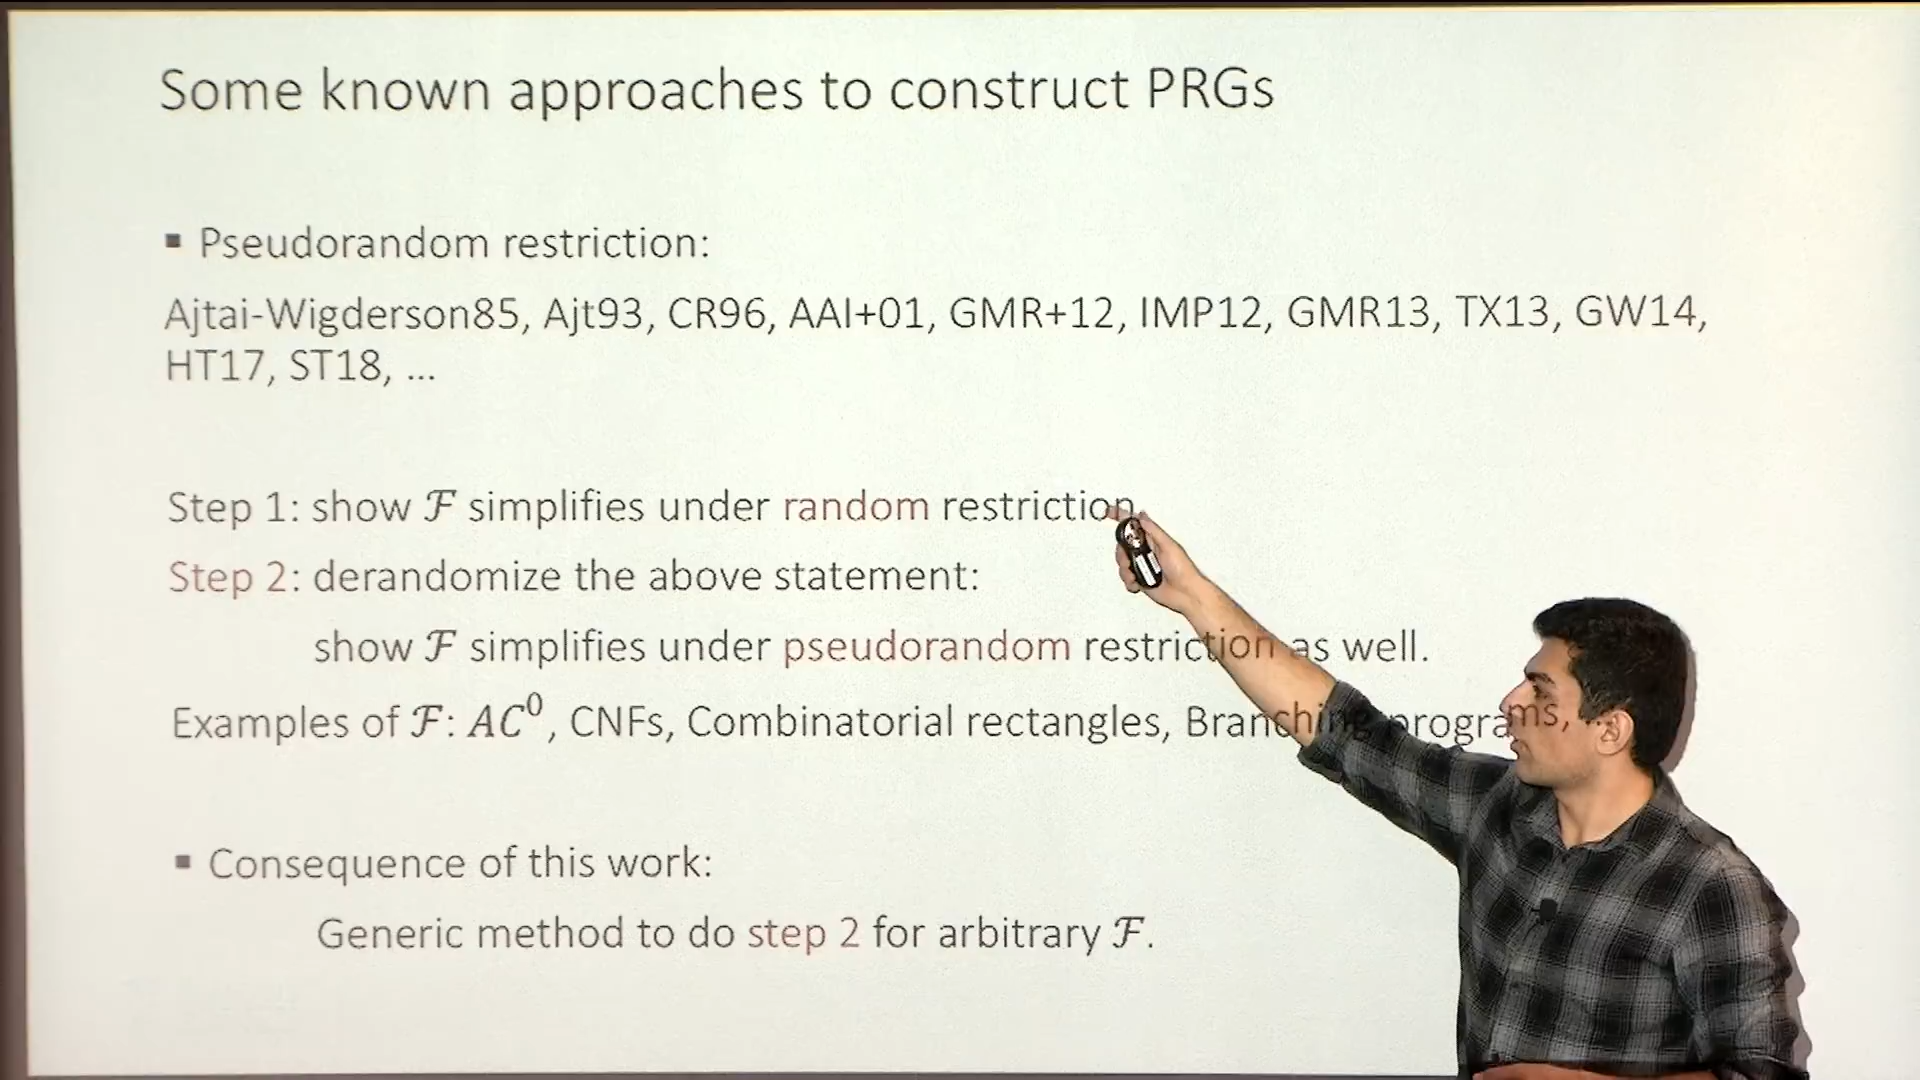 Some known approaches to construct PRGs
▪ Pseudorandom restriction:
Ajtai-Wigderson85, Ajt93, CR96, AAI+01, GMR+12, IMP12, GMR13, TX13, GW14,
HT17, ST18, ...
Step 1: show ℱ simplifies under random restriction
Step 2: derandomize the above statement:
show ℱ simplifies under pseudorandom restriction as well.
Examples of ℱ: AC⁰, CNFs, Combinatorial rectangles, Branching programs, ..
▪ Consequence of this work:
Generic method to do step 2 for arbitrary ℱ.